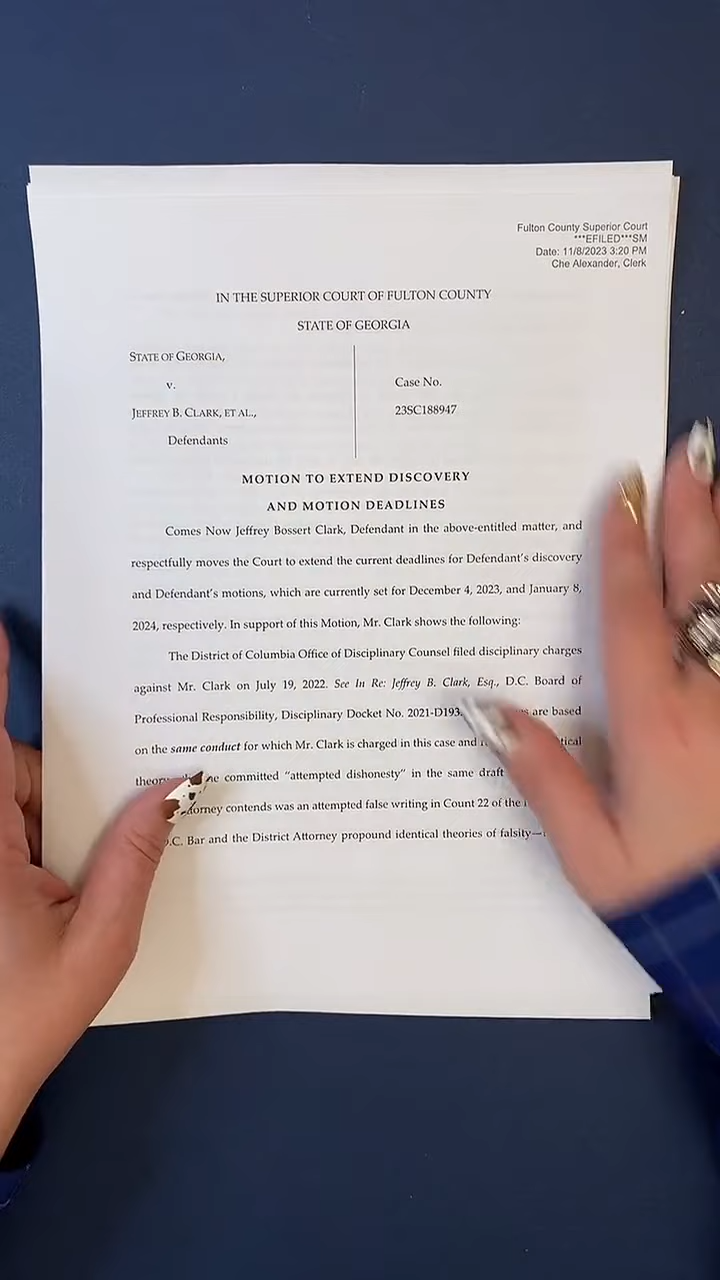 Fulton County Superior Court
***EFILED***SM
Date: 11/8/2023 3:20 PM
Che Alexander, Clerk
IN THE SUPERIOR COURT OF FULTON COUNTY
STATE OF GEORGIA
STATE OF GEORGIA,
v.
JEFFREY B. CLARK, ET AL.,
Defendants
Case No.
23SC188947
MOTION TO EXTEND DISCOVERY
AND MOTION DEADLINES
Comes Now Jeffrey Bossert Clark, Defendant in the above-entitled matter, and
respectfully moves the Court to extend the current deadlines for Defendant's discovery
and Defendant's motions, which are currently set for December 4, 2023, and January 8,
2024, respectively. In support of this Motion, Mr. Clark shows the following:
The District of Columbia Office of Disciplinary Counsel filed disciplinary charges
against Mr. Clark on July 19, 2022. See In Re: Jeffrey B. Clark, Esq., D.C. Board of
Professional Responsibility, Disciplinary Docket No. 2021-D193. are based
on the same conduct for which Mr. Clark is charged in this case and
committed "attempted dishonesty" in the same draft
contends was an attempted false writing in Count 22 of the
Bar and the District Attorney propound identical theories of falsity—